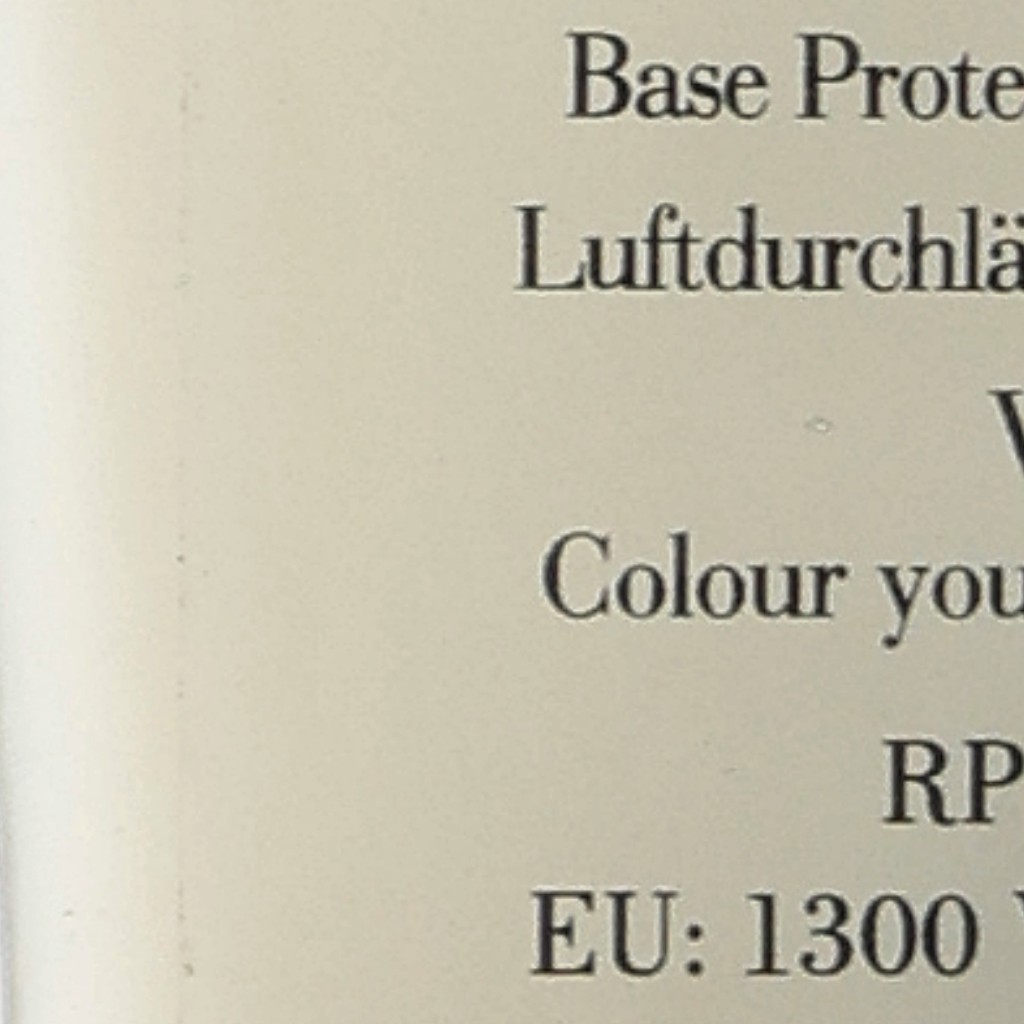 Base Prote
Luftdurchlä
Colour you
RP
EU: 1300